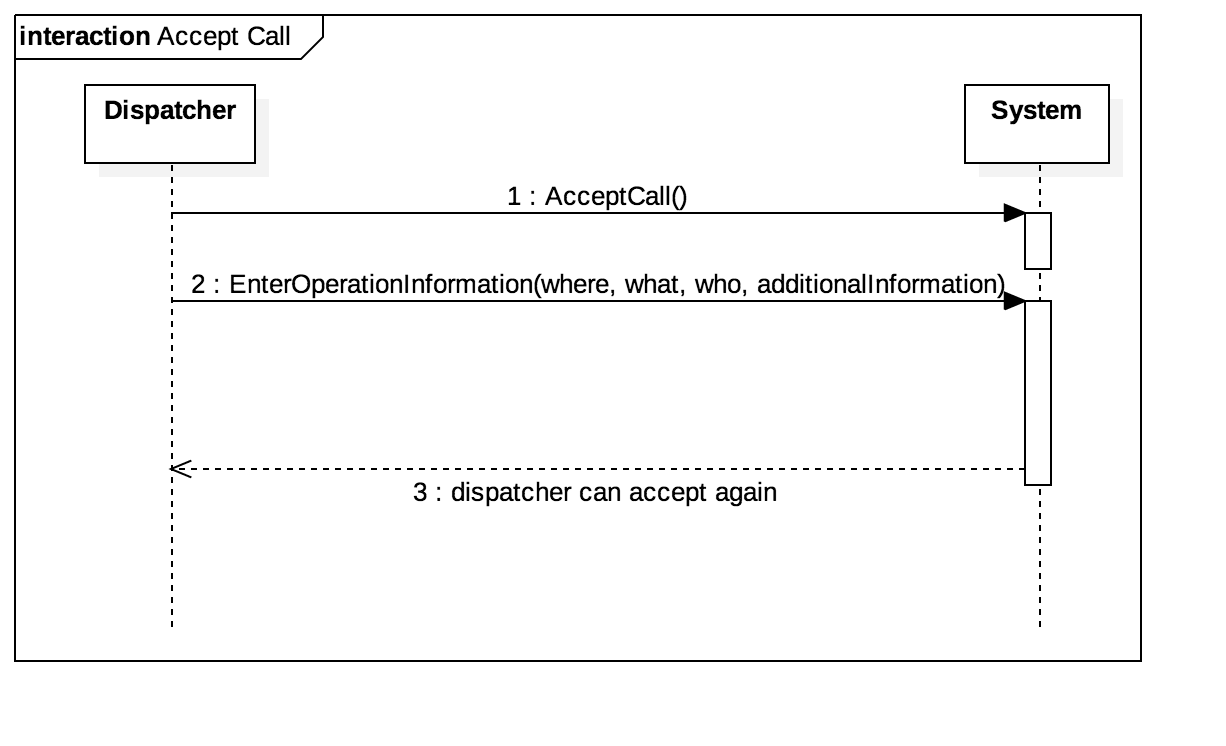 interaction Accept Call
Dispatcher
System
1 : AcceptCall()
2 : EnterOperationInformation(where, what, who, additionalInformation)
3 : dispatcher can accept again